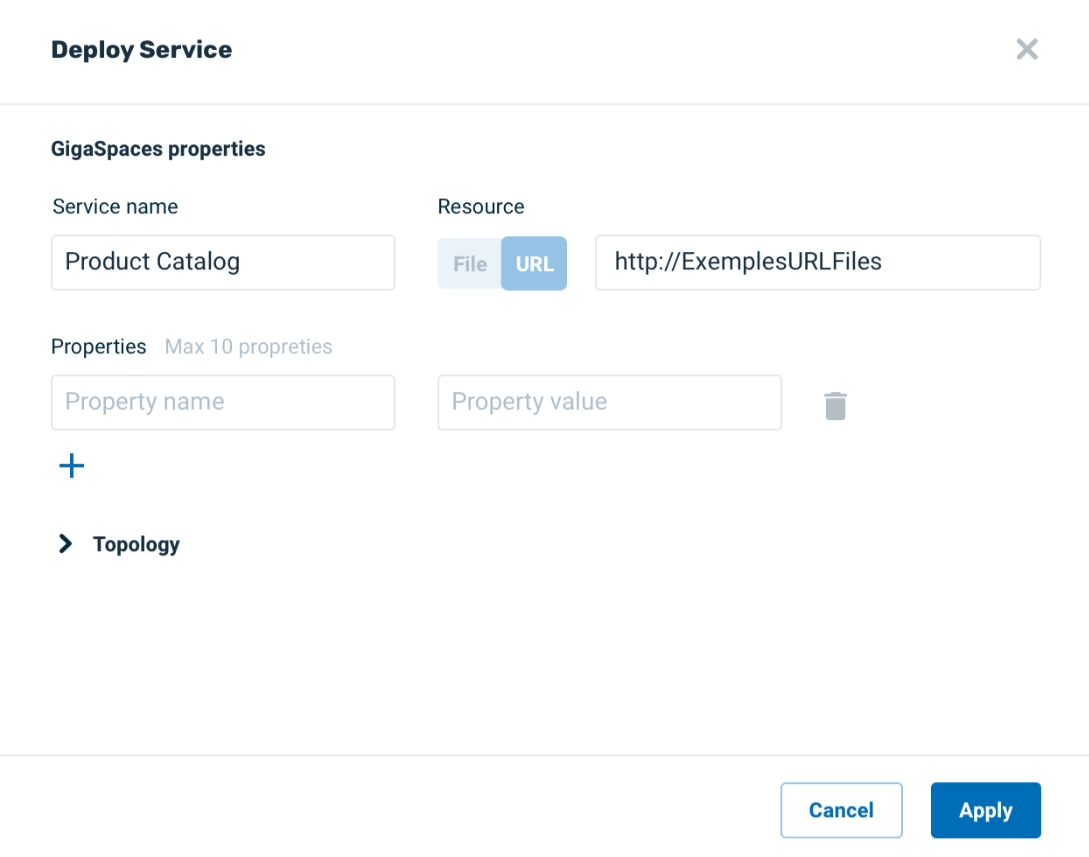 Deploy Service
GigaSpaces properties
Service name
Resource
Product Catalog
File
URL
http://ExemplesURLFiles
Properties Max 10 propreties
Property name
Property value
Topology
Cancel
Apply